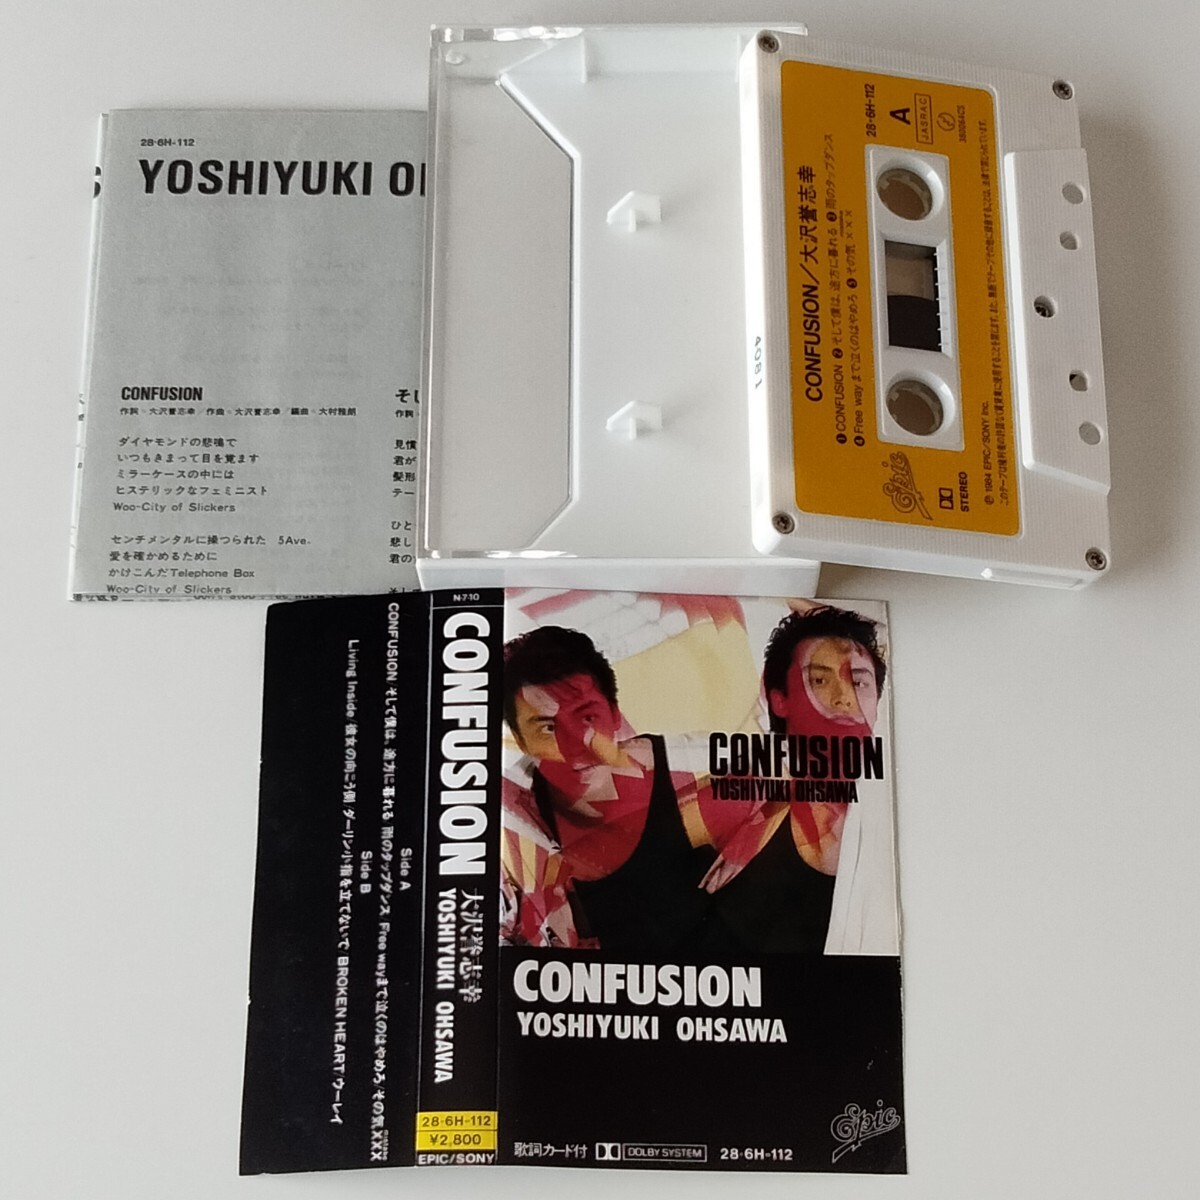 28·6H-112
YOSHIYUKI
CONFUSION
作詞・大沢誉志幸／作曲・大沢誉志幸／編曲・大村雅朗
ダイヤモンドの悲鳴で
いつもきまって目を覚ます
ミラーケースの中には
ヒステリックなフェミニスト
Woo-City of Slickers
センチメンタルに操つられた 5Ave.
愛を確かめるために
かけこんだTelephone Box
Woo-City of Slickers
28·6H-112
A
JASRAC
380064CS
CONFUSION／大沢誉志幸
❶CONFUSION ❷そして僕は、途方に暮れる ❸雨のタップダンス
❹Free wayまで泣くのはやめろ ❺その気×××
Epic
STEREO
℗ 1984 EPIC/SONY Inc.
4081
N·7·10
CONFUSION
大沢誉志幸
YOSHIYUKI OHSAWA
28·6H-112
¥2,800
EPIC/SONY
Side A
CONFUSION/そして僕は、途方に暮れる 雨のタップダンス Free wayまで泣くのはやめろ/その気XXX
Side B
Living Inside/彼女の向こう側/ダーリン小指を立てないで/BROKEN HEART/ウーレイ
CONFUSION
YOSHIYUKI OHSAWA
CONFUSION
YOSHIYUKI OHSAWA
歌詞カード付 DOLBY SYSTEM 28·6H-112
Epic